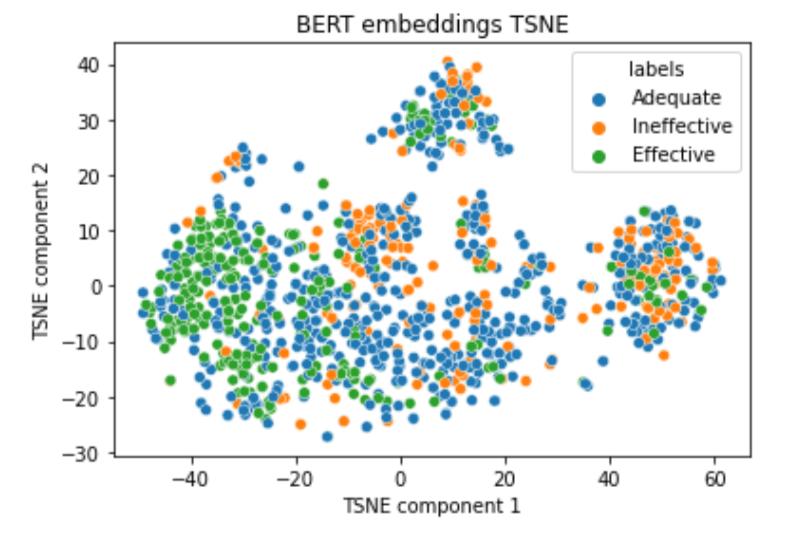 BERT embeddings TSNE
labels
Adequate
Ineffective
Effective
40
30
20
10
0
−10
−20
−30
TSNE component 2
−40
−20
0
20
40
60
TSNE component 1